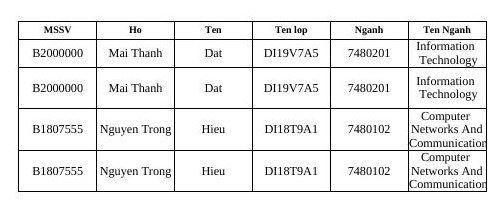 MSSV Ho Ten Ten lop Nganh Ten Nganh
B2000000 Mai Thanh Dat DI19V7A5 7480201 Information
Technology
B2000000 Mai Thanh Dat DI19V7A5 7480201 Information
Technology
B1807555 Nguyen Trong Hieu DI18T9A1 7480102 Computer
Networks And
Communication
B1807555 Nguyen Trong Hieu DI18T9A1 7480102 Computer
Networks And
Communication